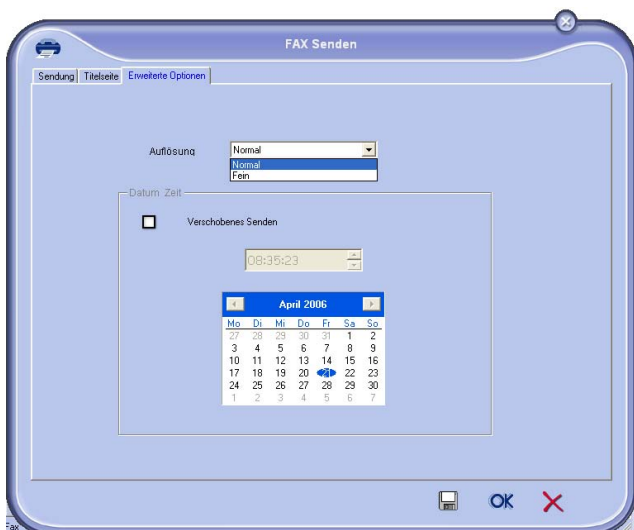 FAX Senden
Sendung Titelseite Erweiterte Optionen
Auflösung Normal
Normal
Fein
Datum Zeit
Verschobenes Senden
08:35:23
April 2006
Mo Di Mi Do Fr Sa So
27 28 29 30 31 1 2
3 4 5 6 7 8 9
10 11 12 13 14 15 16
17 18 19 20 21 22 23
24 25 26 27 28 29 30
1 2 3 4 5 6 7
OK
Fax